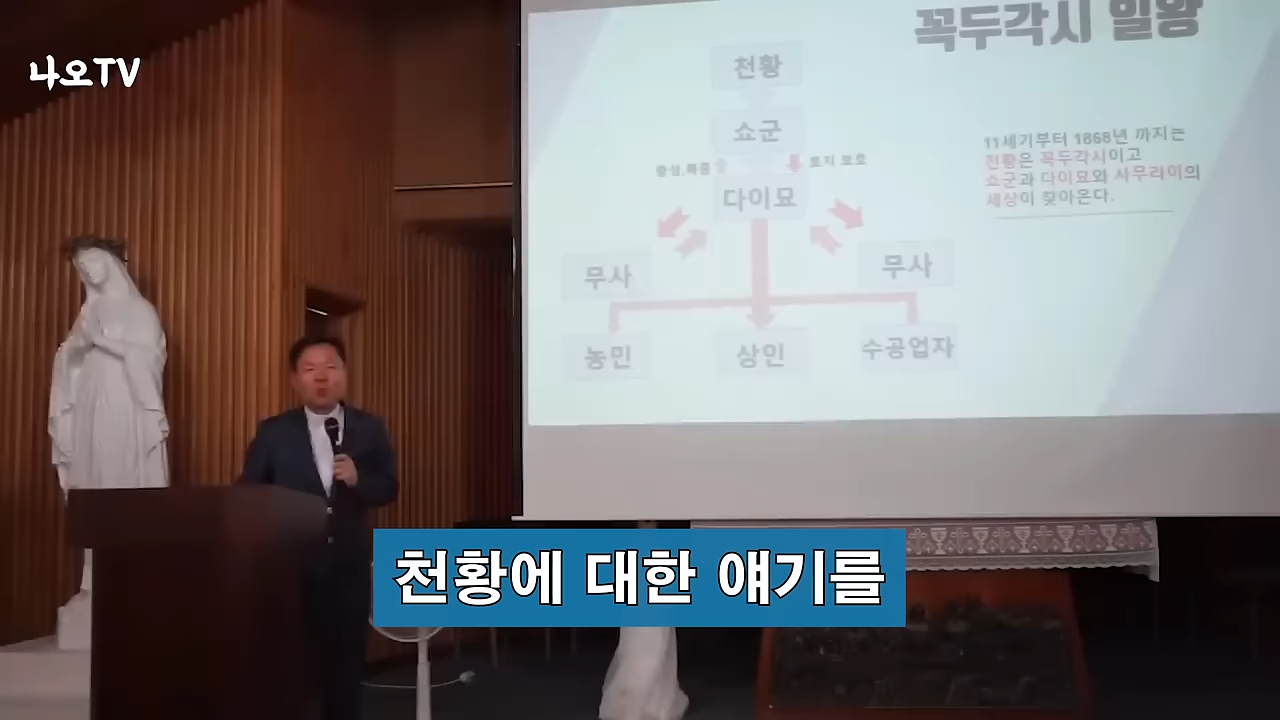 나오TV
꼭두각시 일왕
천황
쇼군
토지 보호
다이묘
무사
무사
농민
상인
수공업자
11세기부터 1868년 까지는
천황은 꼭두각시이고
쇼군과 다이묘와 사무라이의
세상이 찾아온다.
천황에 대한 얘기를